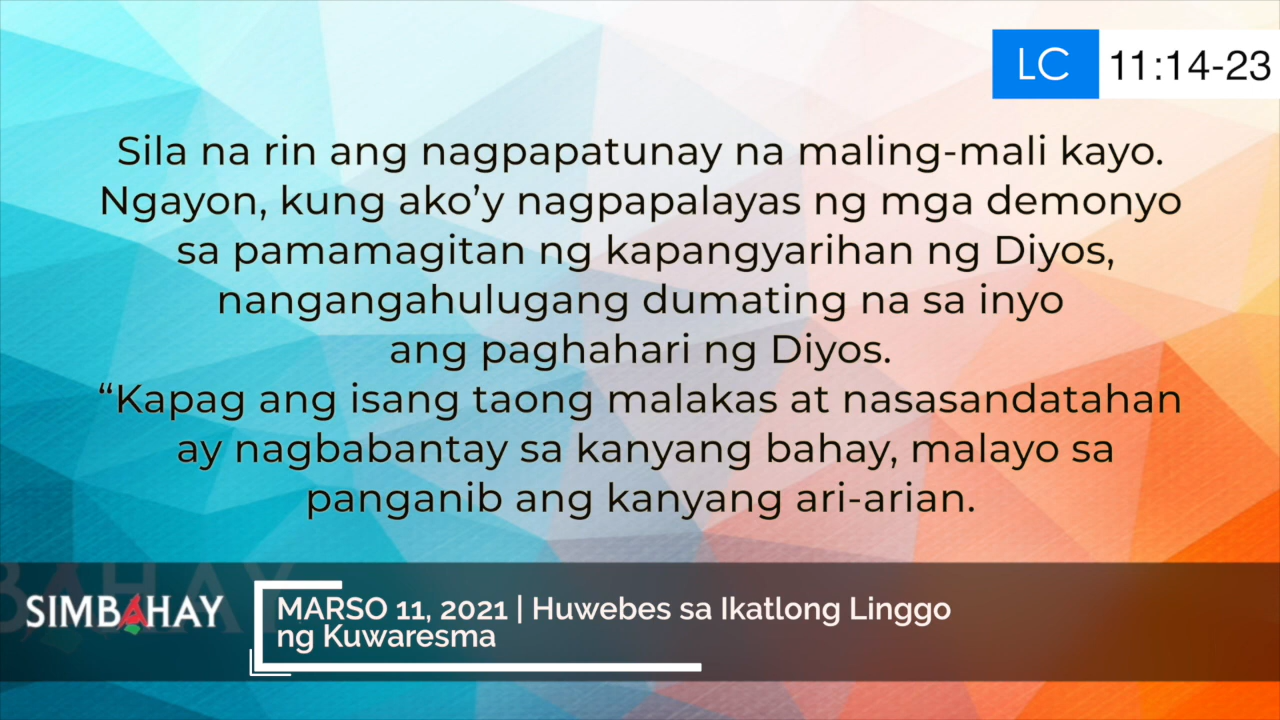 LC 11:14-23
Sila na rin ang nagpapatunay na maling-mali kayo.
Ngayon, kung ako’y nagpapalayas ng mga demonyo
sa pamamagitan ng kapangyarihan ng Diyos,
nangangahulugang dumating na sa inyo
ang paghahari ng Diyos.
“Kapag ang isang taong malakas at nasasandatahan
ay nagbabantay sa kanyang bahay, malayo sa
panganib ang kanyang ari-arian.
SIMBAHAY
MARSO 11, 2021 | Huwebes sa Ikatlong Linggo
ng Kuwaresma